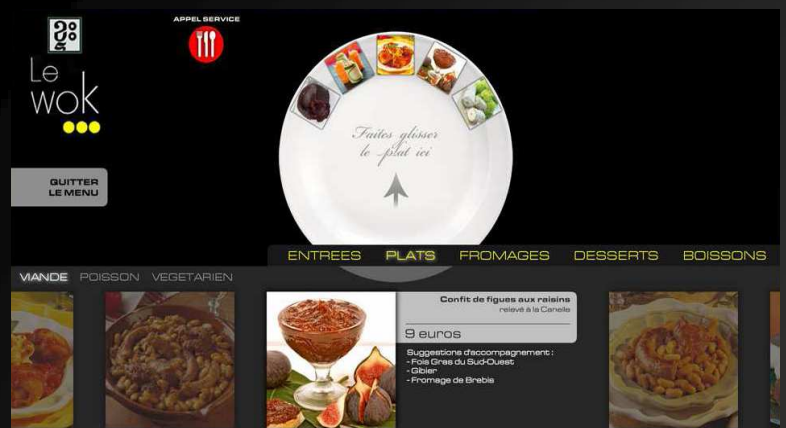 APPEL SERVICE
Le
wok
Faites glisser
le plat ici
QUITTER
LE MENU
ENTREES PLATS FROMAGES DESSERTS BOISSONS
VIANDE POISSON VEGETARIEN
Confit de figues aux raisins
relevé à la Canelle
9 euros
Suggestions d'accompagnement :
- Fois Gras du Sud-Ouest
- Gibier
- Fromage de Brebis